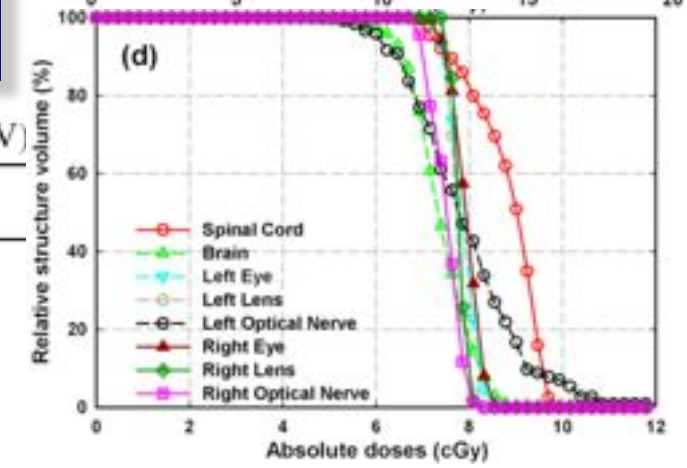 20
(d)
V)
100
80
60
40
20
0
Relative structure volume (%)
Spinal Cord
Brain
Left Eye
Left Lens
Left Optical Nerve
Right Eye
Right Lens
Right Optical Nerve
0 2 4 6 8 10 12
Absolute doses (cGy)